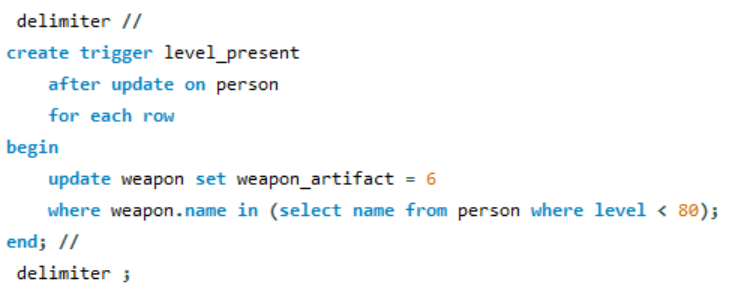 delimiter //
create trigger level_present
after update on person
for each row
begin
update weapon set weapon_artifact = 6
where weapon.name in (select name from person where level < 80);
end; //
delimiter ;